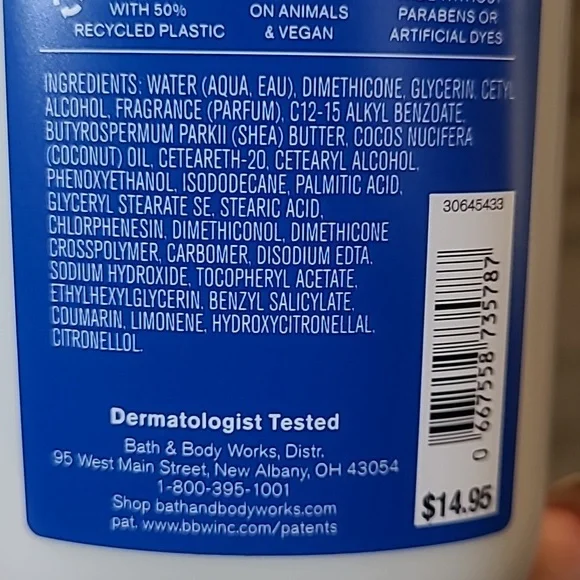 WITH 50%
RECYCLED PLASTIC
ON ANIMALS
& VEGAN
PARABENS OR
ARTIFICIAL DYES
INGREDIENTS: WATER (AQUA, EAU), DIMETHICONE, GLYCERIN, CETYL
ALCOHOL, FRAGRANCE (PARFUM), C12-15 ALKYL BENZOATE,
BUTYROSPERMUM PARKII (SHEA) BUTTER, COCOS NUCIFERA
(COCONUT) OIL, CETEARETH-20, CETEARYL ALCOHOL,
PHENOXYETHANOL, ISODODECANE, PALMITIC ACID,
GLYCERYL STEARATE SE, STEARIC ACID,
CHLORPHENESIN, DIMETHICONOL, DIMETHICONE
CROSSPOLYMER, CARBOMER, DISODIUM EDTA,
SODIUM HYDROXIDE, TOCOPHERYL ACETATE,
ETHYLHEXYLGLYCERIN, BENZYL SALICYLATE,
COUMARIN, LIMONENE, HYDROXYCITRONELLAL,
CITRONELLOL.
30645433
0 667558 735787
$14.95
Dermatologist Tested
Bath & Body Works, Distr.
95 West Main Street, New Albany, OH 43054
1-800-395-1001
Shop bathandbodyworks.com
pat. www.bbwinc.com/patents